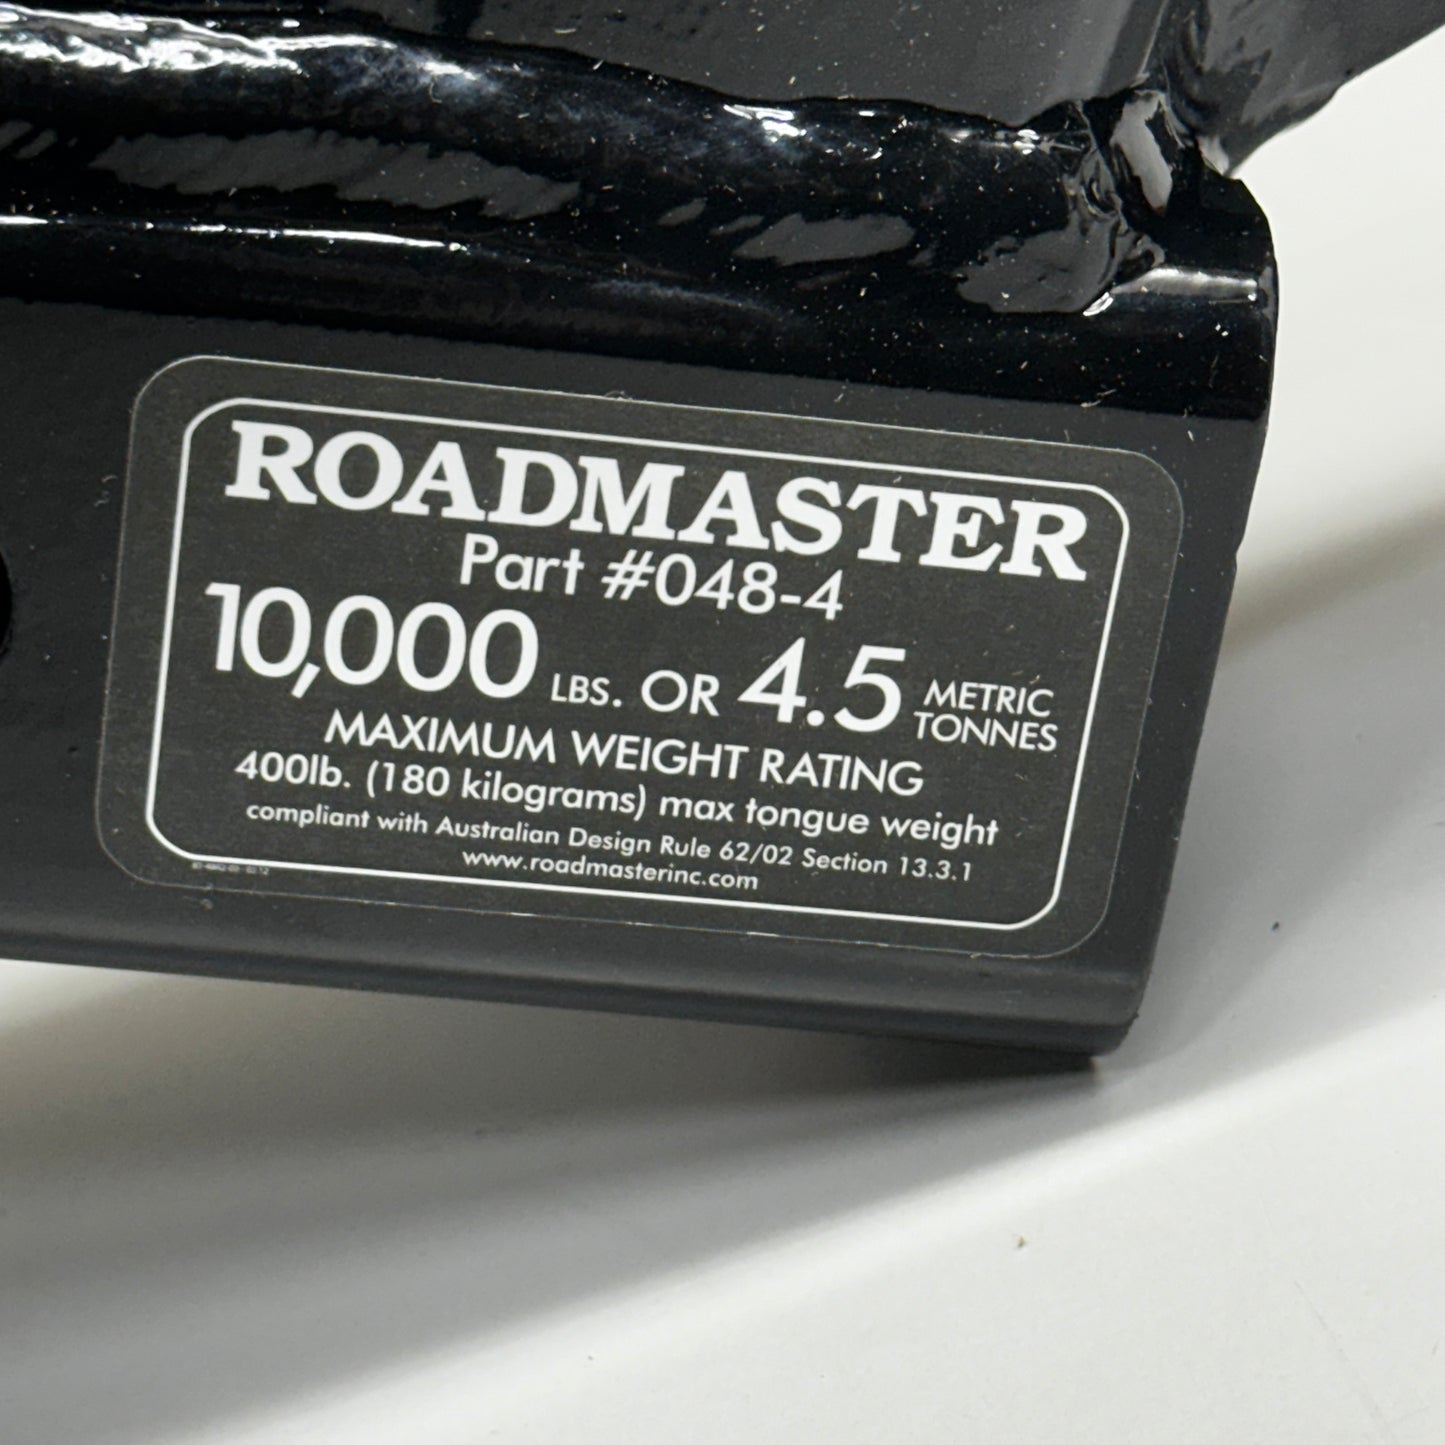 ROADMASTER
Part #048-4
10,000 LBS. OR 4.5 METRIC TONNES
MAXIMUM WEIGHT RATING
400lb. (180 kilograms) max tongue weight
compliant with Australian Design Rule 62/02 Section 13.3.1
www.roadmasterinc.com